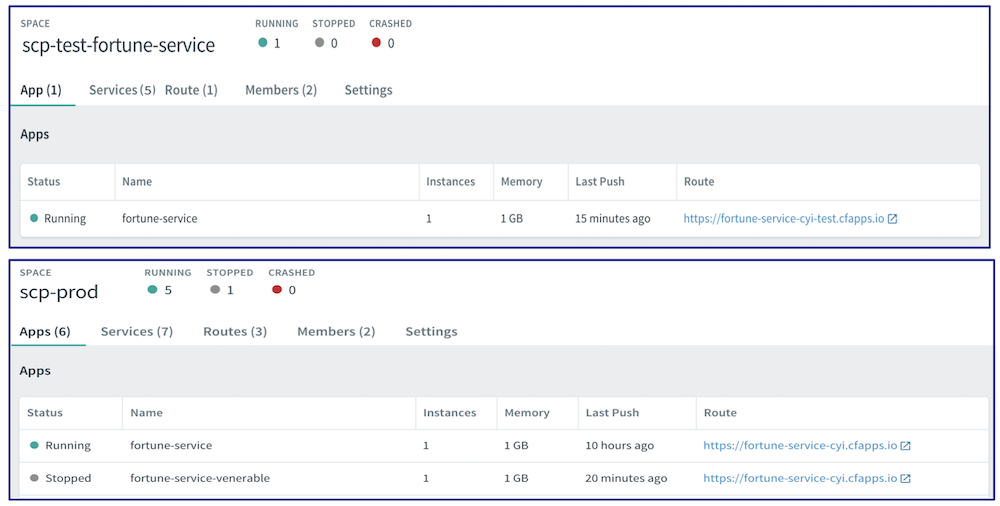 SPACE RUNNING STOPPED CRASHED
scp-test-fortune-service 1 0 0
App (1) Services (5) Route (1) Members (2) Settings
Apps
Status Name Instances Memory Last Push Route
Running fortune-service 1 1 GB 15 minutes ago https://fortune-service-cyi-test.cfapps.io
SPACE RUNNING STOPPED CRASHED
scp-prod 5 1 0
Apps (6) Services (7) Routes (3) Members (2) Settings
Apps
Status Name Instances Memory Last Push Route
Running fortune-service 1 1 GB 10 hours ago https://fortune-service-cyi.cfapps.io
Stopped fortune-service-venerable 1 1 GB 20 minutes ago https://fortune-service-cyi.cfapps.io